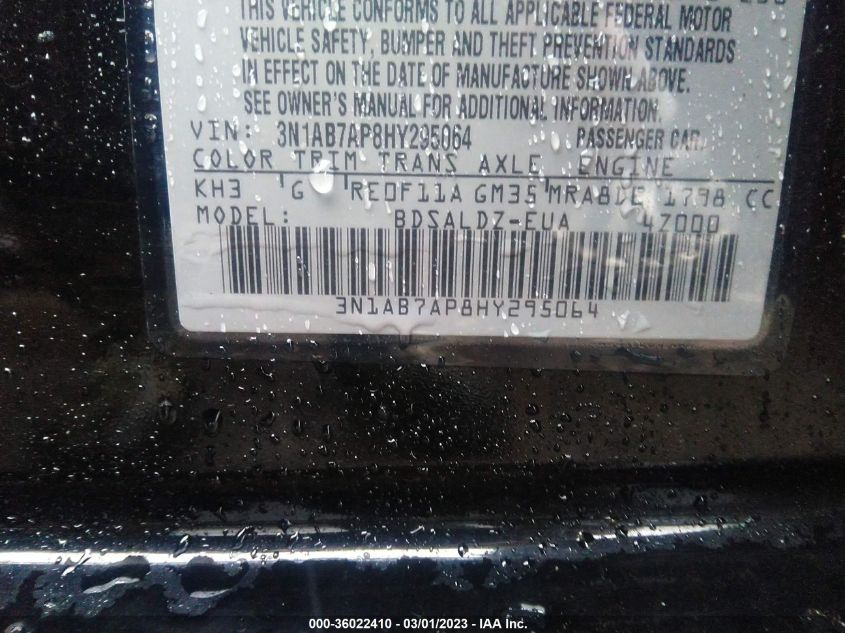 THIS VEHICLE CONFORMS TO ALL APPLICABLE FEDERAL MOTOR
VEHICLE SAFETY, BUMPER AND THEFT PREVENTION STANDARDS
IN EFFECT ON THE DATE OF MANUFACTURE SHOWN ABOVE.
SEE OWNER'S MANUAL FOR ADDITIONAL INFORMATION.
VIN: 3N1AB7AP8HY295064 PASSENGER CAR
COLOR TRIM TRANS AXLE ENGINE
KH3 G RE0F11A GM35 MRA8DE 1798 CC
MODEL: BDSALDZ-EUA 47000
3N1AB7AP8HY295064
000-36022410 - 03/01/2023 - © IAA Inc.